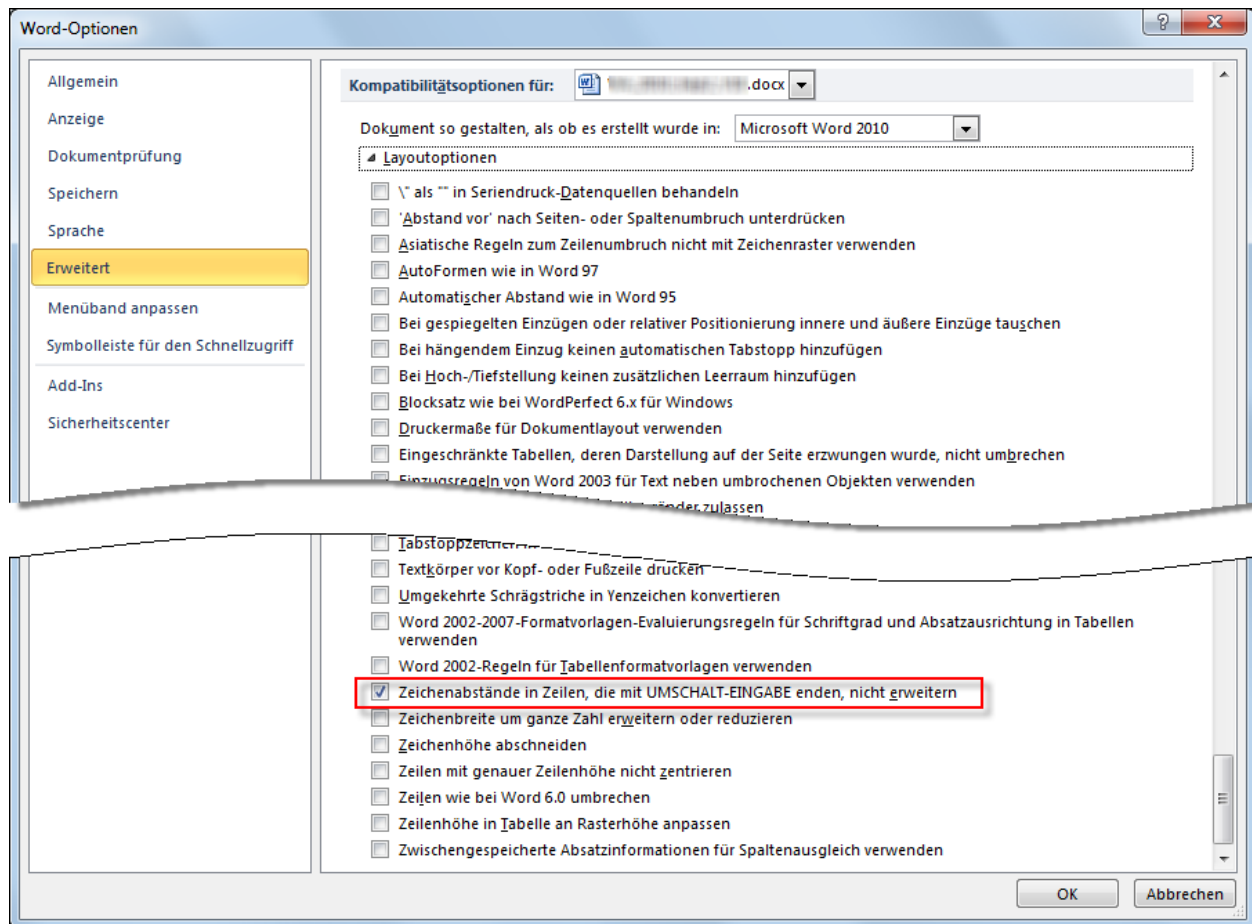 Word-Optionen
Allgemein
Anzeige
Dokumentprüfung
Speichern
Sprache
Erweitert
Menüband anpassen
Symbolleiste für den Schnellzugriff
Add-Ins
Sicherheitscenter
Kompatibilitätsoptionen für:
.docx
Dokument so gestalten, als ob es erstellt wurde in: Microsoft Word 2010
Layoutoptionen
\" als "" in Seriendruck-Datenquellen behandeln
'Abstand vor' nach Seiten- oder Spaltenumbruch unterdrücken
Asiatische Regeln zum Zeilenumbruch nicht mit Zeichenraster verwenden
AutoFormen wie in Word 97
Automatischer Abstand wie in Word 95
Bei gespiegelten Einzügen oder relativer Positionierung innere und äußere Einzüge tauschen
Bei hängendem Einzug keinen automatischen Tabstopp hinzufügen
Bei Hoch-/Tiefstellung keinen zusätzlichen Leerraum hinzufügen
Blocksatz wie bei WordPerfect 6.x für Windows
Druckermaße für Dokumentlayout verwenden
Eingeschränkte Tabellen, deren Darstellung auf der Seite erzwungen wurde, nicht umbrechen
Einzugsregeln von Word 2003 für Text neben umbrochenen Objekten verwenden
zulassen
Tabstoppzeichen
Textkörper vor Kopf- oder Fußzeile drucken
Umgekehrte Schrägstriche in Yenzeichen konvertieren
Word 2002-2007-Formatvorlagen-Evaluierungsregeln für Schriftgrad und Absatzausrichtung in Tabellen
verwenden
Word 2002-Regeln für Tabellenformatvorlagen verwenden
Zeichenabstände in Zeilen, die mit UMSCHALT-EINGABE enden, nicht erweitern
Zeichenbreite um ganze Zahl erweitern oder reduzieren
Zeichenhöhe abschneiden
Zeilen mit genauer Zeilenhöhe nicht zentrieren
Zeilen wie bei Word 6.0 umbrechen
Zeilenhöhe in Tabelle an Rasterhöhe anpassen
Zwischengespeicherte Absatzinformationen für Spaltenausgleich verwenden
OK
Abbrechen